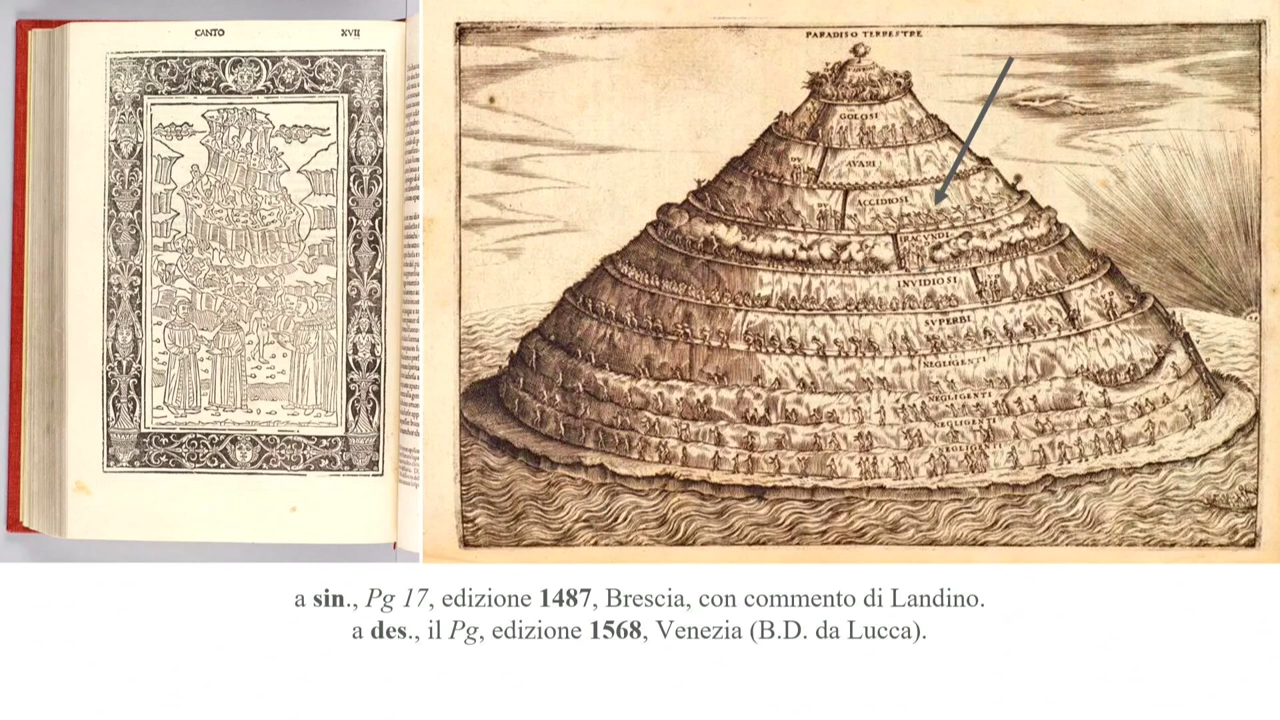 CANTO XVII
PARADISO TERRESTRE
GOLOSI
AVARI
ACCIDIOSI
IRACVNDI
INVIDIOSI
SVPERBI
NEGLIGENTI
NEGLIGENTI
NEGLIGENTI
a sin., Pg 17, edizione 1487, Brescia, con commento di Landino.
a des., il Pg, edizione 1568, Venezia (B.D. da Lucca).